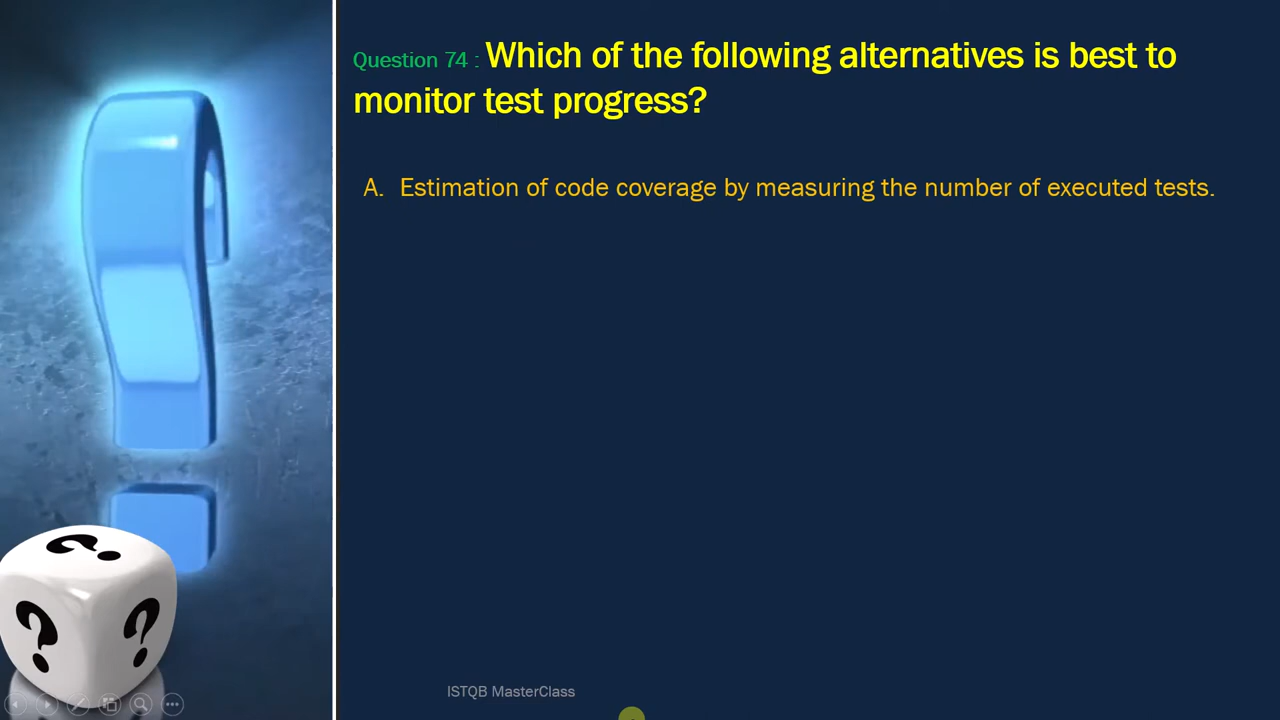 Question 74 : Which of the following alternatives is best to
monitor test progress?
A. Estimation of code coverage by measuring the number of executed tests.
ISTQB MasterClass